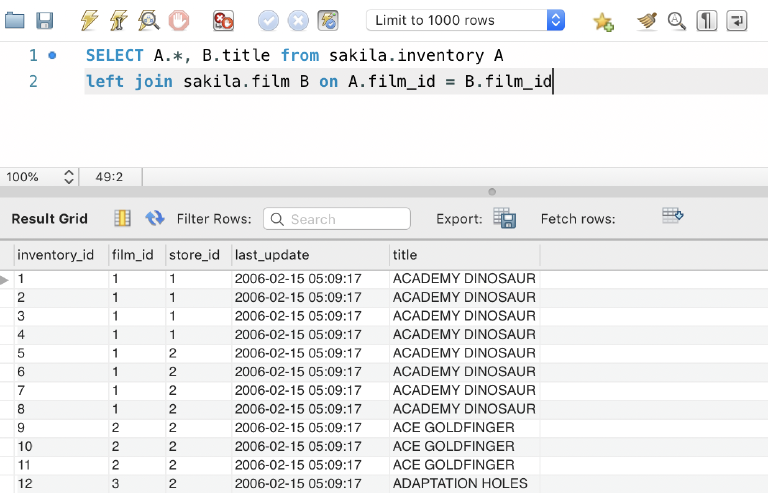 Limit to 1000 rows
1 SELECT A.*, B.title from sakila.inventory A
2 left join sakila.film B on A.film_id = B.film_id
100% 49:2
Result Grid Filter Rows: Search Export: Fetch rows:
inventory_id film_id store_id last_update title
1 1 1 2006-02-15 05:09:17 ACADEMY DINOSAUR
2 1 1 2006-02-15 05:09:17 ACADEMY DINOSAUR
3 1 1 2006-02-15 05:09:17 ACADEMY DINOSAUR
4 1 1 2006-02-15 05:09:17 ACADEMY DINOSAUR
5 1 2 2006-02-15 05:09:17 ACADEMY DINOSAUR
6 1 2 2006-02-15 05:09:17 ACADEMY DINOSAUR
7 1 2 2006-02-15 05:09:17 ACADEMY DINOSAUR
8 1 2 2006-02-15 05:09:17 ACADEMY DINOSAUR
9 2 2 2006-02-15 05:09:17 ACE GOLDFINGER
10 2 2 2006-02-15 05:09:17 ACE GOLDFINGER
11 2 2 2006-02-15 05:09:17 ACE GOLDFINGER
12 3 2 2006-02-15 05:09:17 ADAPTATION HOLES